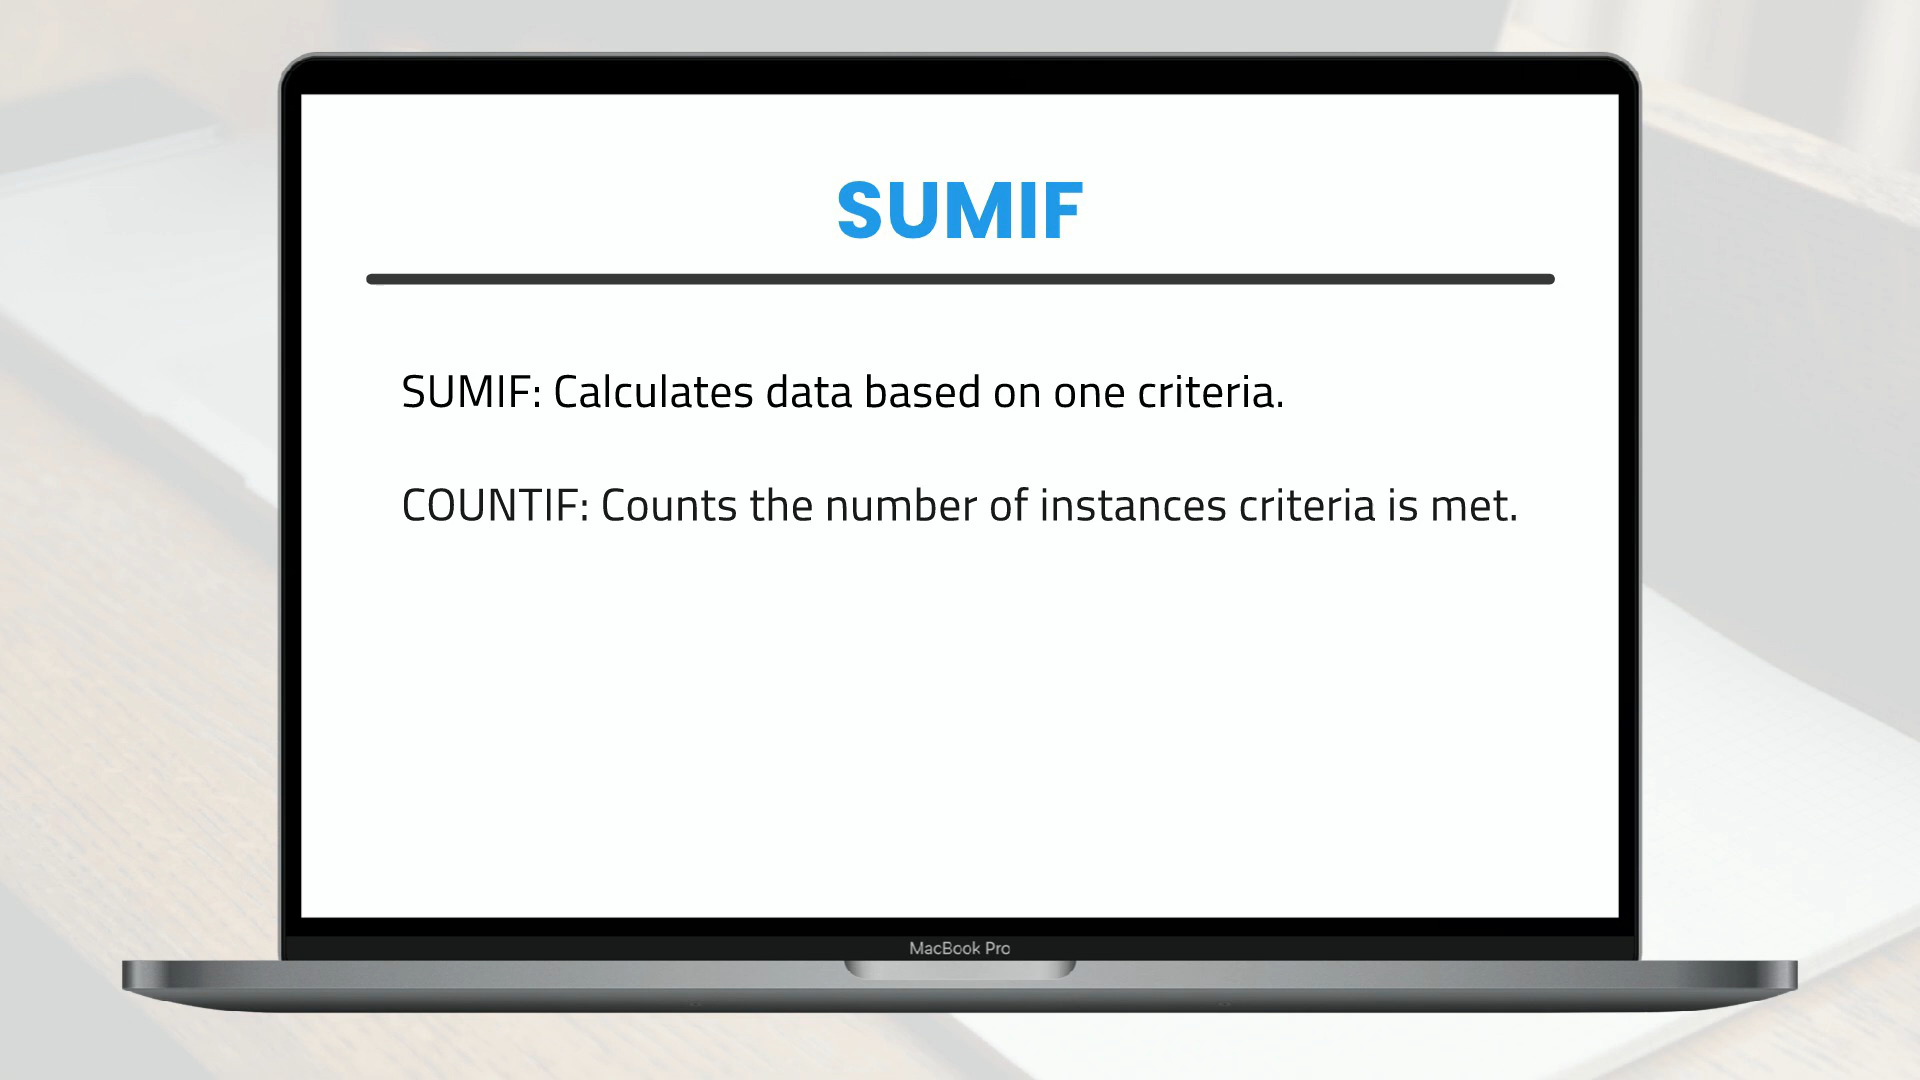 SUMIF
SUMIF: Calculates data based on one criteria.
COUNTIF: Counts the number of instances criteria is met.
MacBook Pro